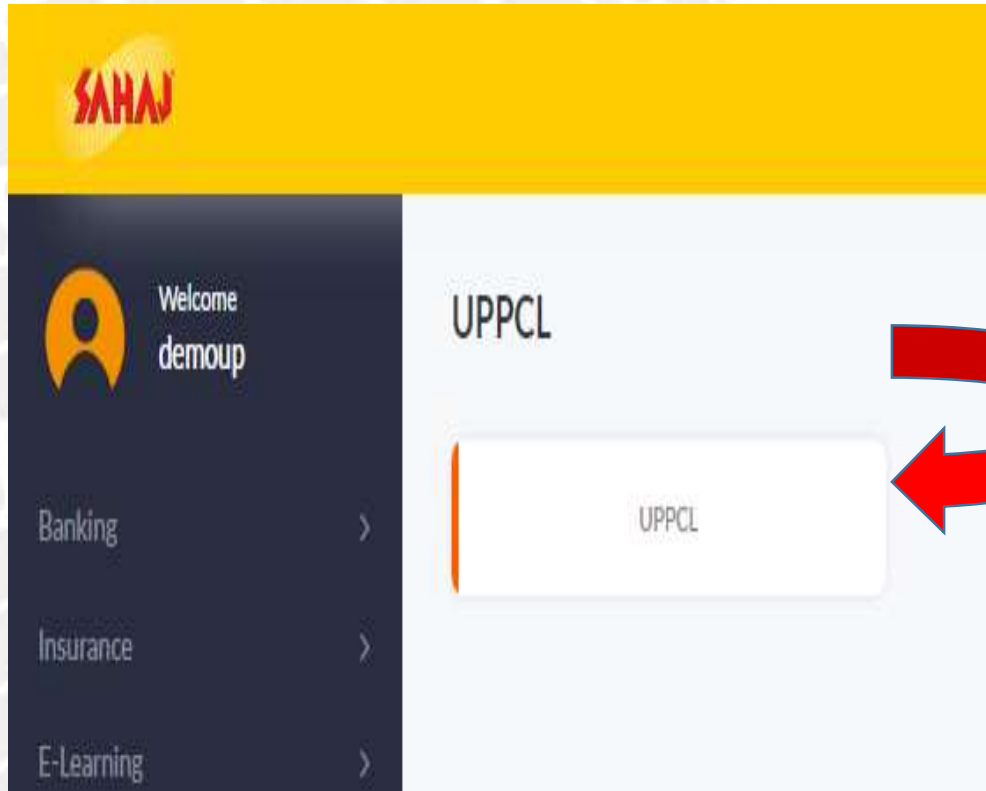 SAHAJ
Welcome
demoup
UPPCL
UPPCL
Banking
Insurance
E-Learning